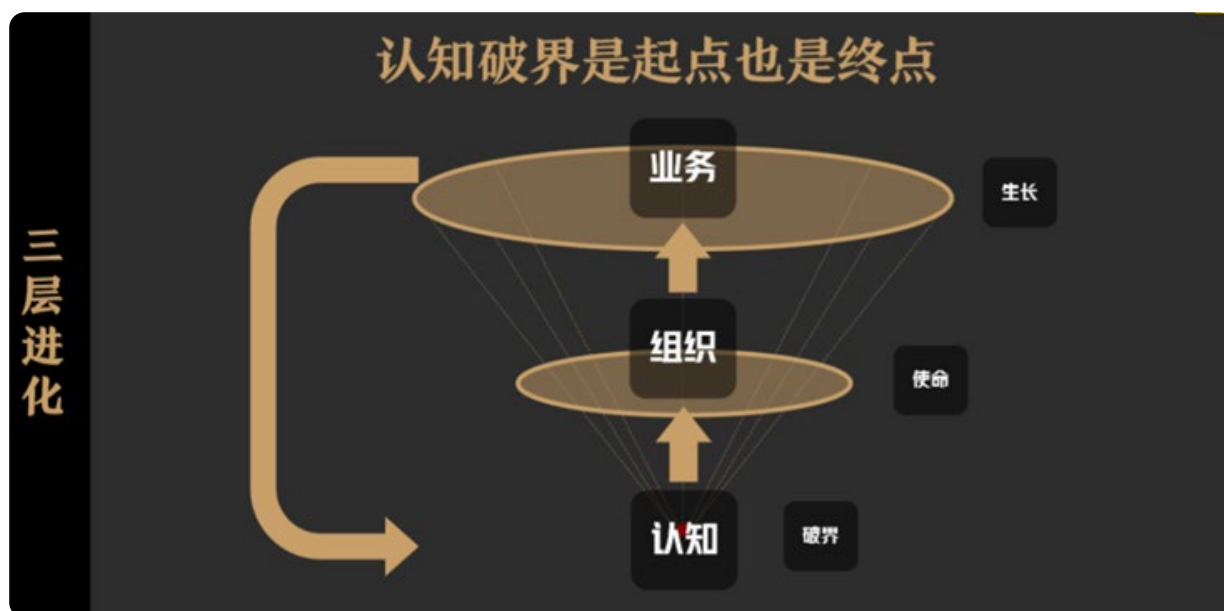 认知破界是起点也是终点
三层进化
业务
生长
组织
使命
认知
破界